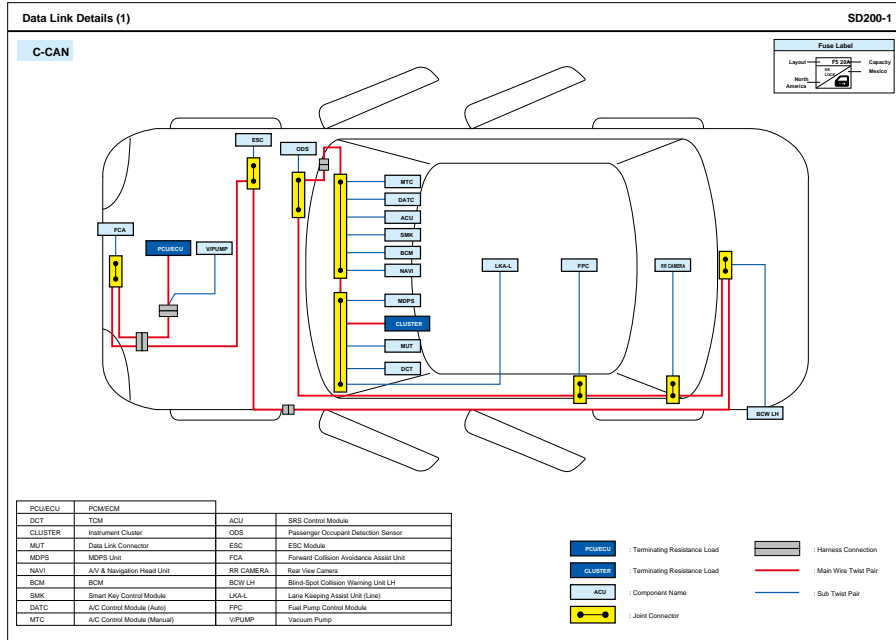 Data Link Details (1)
SD200-1
C-CAN
Fuse Label
Layout
F5 20A
Capacity
DR
LOCK
Mexico
North
America
ESC
ODS
MTC
DATC
ACU
SMK
BCM
NAVI
FCA
PCU/ECU
V/PUMP
LKA-L
FPC
RR CAMERA
MDPS
CLUSTER
MUT
DCT
BCW LH
PCU/ECU PCM/ECM
DCT TCM ACU SRS Control Module
CLUSTER Instrument Cluster ODS Passenger Occupant Detection Sensor
MUT Data Link Connector ESC ESC Module
MDPS MDPS Unit FCA Forward Collision Avoidance Assist Unit
NAVI A/V & Navigation Head Unit RR CAMERA Rear View Camera
BCM BCM BCW LH Blind-Spot Collision Warning Unit LH
SMK Smart Key Control Module LKA-L Lane Keeping Assist Unit (Line)
DATC A/C Control Module (Auto) FPC Fuel Pump Control Module
MTC A/C Control Module (Manual) V/PUMP Vacuum Pump
PCU/ECU : Terminating Resistance Load
: Harness Connection
CLUSTER : Terminating Resistance Load
: Main Wire Twist Pair
ACU : Component Name
: Sub Twist Pair
: Joint Connector